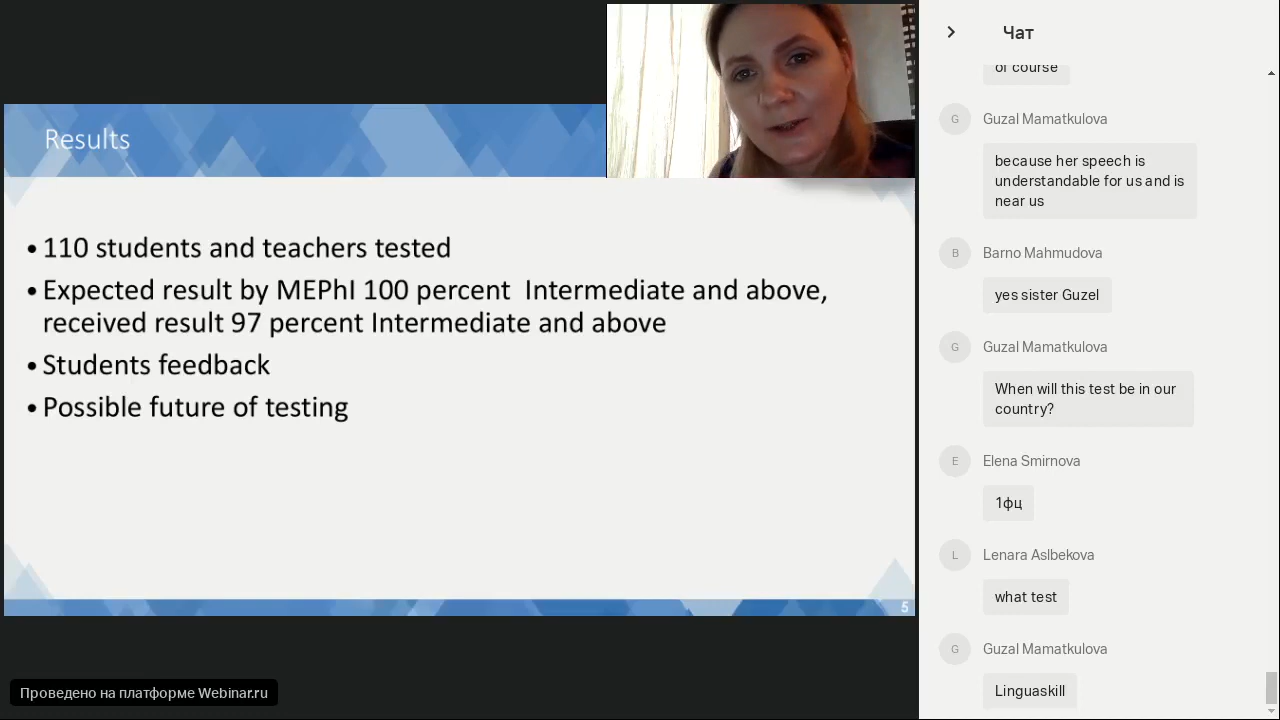 Results
• 110 students and teachers tested
• Expected result by MEPhI 100 percent Intermediate and above,
received result 97 percent Intermediate and above
• Students feedback
• Possible future of testing
5
Проведено на платформе Webinar.ru
Чат
of course
G
Guzal Mamatkulova
because her speech is
understandable for us and is
near us
B
Barno Mahmudova
yes sister Guzel
G
Guzal Mamatkulova
When will this test be in our
country?
E
Elena Smirnova
1фц
L
Lenara Aslbekova
what test
G
Guzal Mamatkulova
Linguaskill